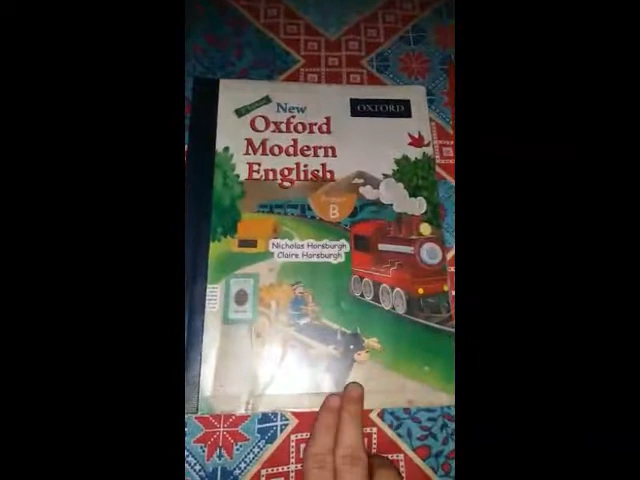 New
OXFORD
Oxford
Modern
English
B
Nicholas Horsburgh
Claire Horsburgh